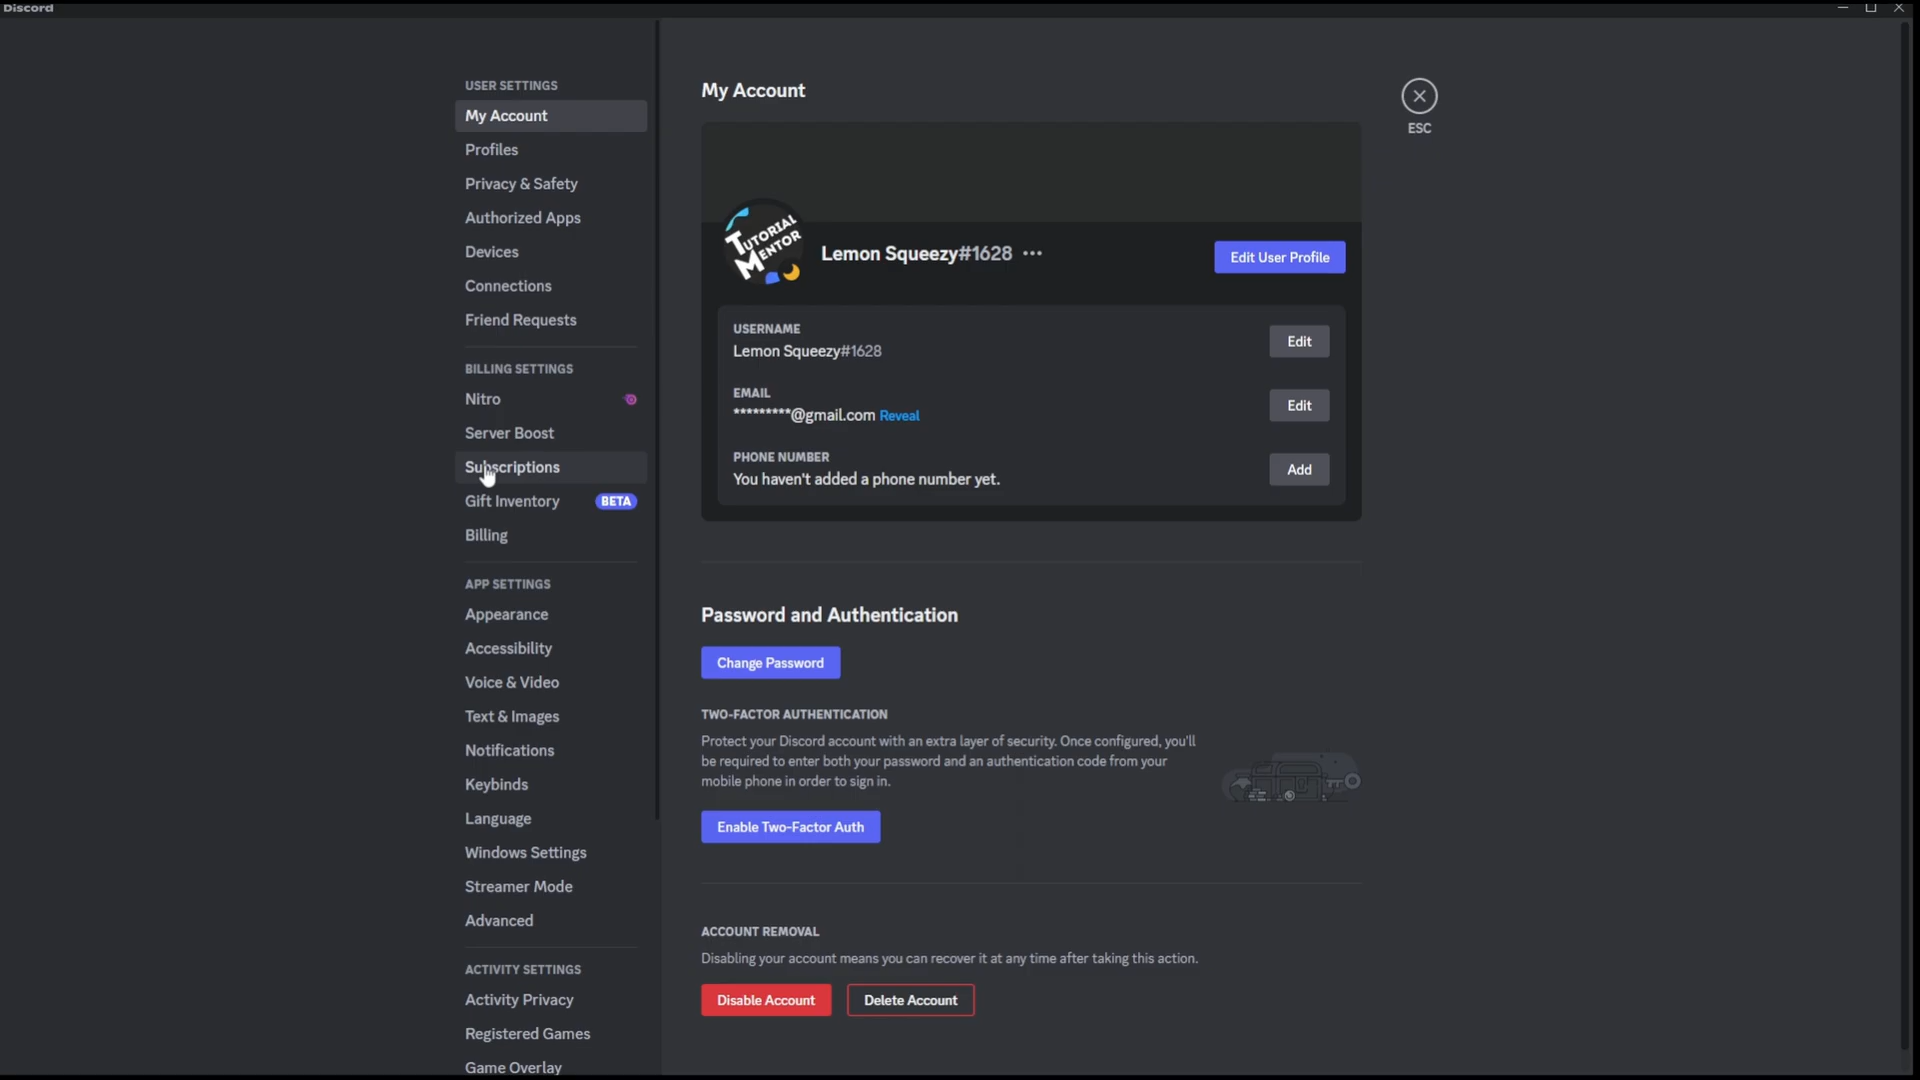 Discord
USER SETTINGS
My Account
Profiles
Privacy & Safety
Authorized Apps
Devices
Connections
Friend Requests
BILLING SETTINGS
Nitro
Server Boost
Subscriptions
Gift Inventory BETA
Billing
APP SETTINGS
Appearance
Accessibility
Voice & Video
Text & Images
Notifications
Keybinds
Language
Windows Settings
Streamer Mode
Advanced
ACTIVITY SETTINGS
Activity Privacy
Registered Games
Game Overlay
My Account
ESC
TUTORIAL
MENTOR
Lemon Squeezy#1628
Edit User Profile
USERNAME
Lemon Squeezy#1628
Edit
EMAIL
*********@gmail.com Reveal
Edit
PHONE NUMBER
You haven't added a phone number yet.
Add
Password and Authentication
Change Password
TWO-FACTOR AUTHENTICATION
Protect your Discord account with an extra layer of security. Once configured, you'll
be required to enter both your password and an authentication code from your
mobile phone in order to sign in.
Enable Two-Factor Auth
ACCOUNT REMOVAL
Disabling your account means you can recover it at any time after taking this action.
Disable Account
Delete Account